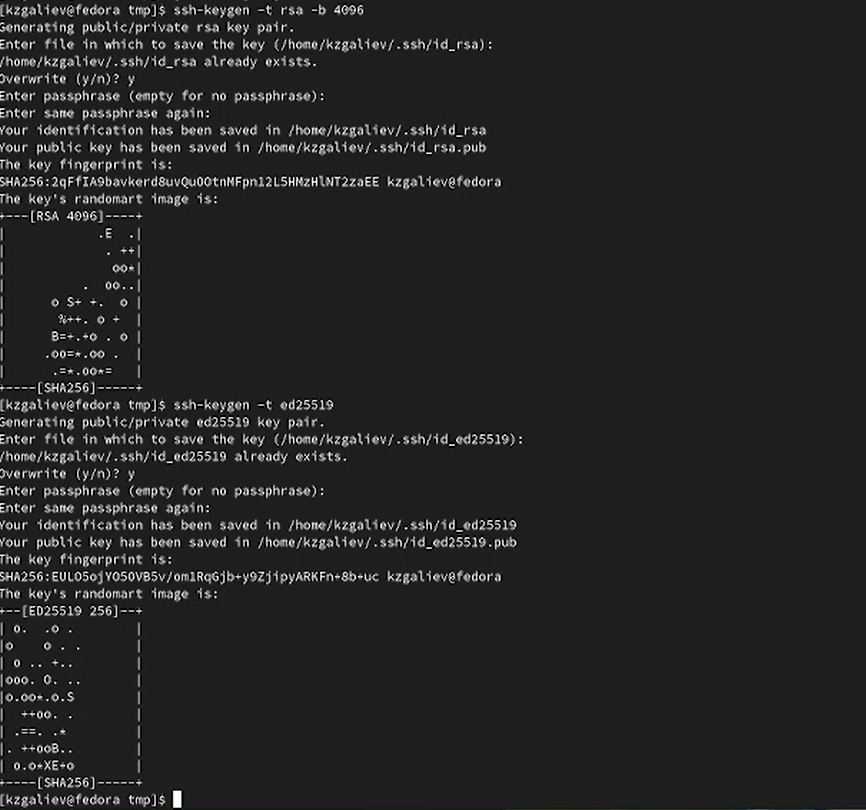 [kzgaliev@fedora tmp]$ ssh-keygen -t rsa -b 4096
Generating public/private rsa key pair.
Enter file in which to save the key (/home/kzgaliev/.ssh/id_rsa):
/home/kzgaliev/.ssh/id_rsa already exists.
Overwrite (y/n)? y
Enter passphrase (empty for no passphrase):
Enter same passphrase again:
Your identification has been saved in /home/kzgaliev/.ssh/id_rsa
Your public key has been saved in /home/kzgaliev/.ssh/id_rsa.pub
The key fingerprint is:
SHA256:2qFfIA9bavkerd8uvQu0OtnMFpn12L5HMzHlNT2zaEE kzgaliev@fedora
The key's randomart image is:
+---[RSA 4096]----+
|             .E  .|
|              . ++|
|               oo*|
|           .  oo..|
|       o S+ +.  o |
|        %++. o +  |
|       B=+.+o . o |
|      .oo=*.oo .  |
|       .=*.oo*=   |
+----[SHA256]-----+
[kzgaliev@fedora tmp]$ ssh-keygen -t ed25519
Generating public/private ed25519 key pair.
Enter file in which to save the key (/home/kzgaliev/.ssh/id_ed25519):
/home/kzgaliev/.ssh/id_ed25519 already exists.
Overwrite (y/n)? y
Enter passphrase (empty for no passphrase):
Enter same passphrase again:
Your identification has been saved in /home/kzgaliev/.ssh/id_ed25519
Your public key has been saved in /home/kzgaliev/.ssh/id_ed25519.pub
The key fingerprint is:
SHA256:EULO5ojYO50VB5v/om1RqGjb+y9ZjipyARKFn+8b+uc kzgaliev@fedora
The key's randomart image is:
+--[ED25519 256]--+
| o.  .o .        |
|o    o . .       |
| o .. +..        |
|ooo. O. ..       |
|o.oo*.o.S        |
|  ++oo. .        |
| .==. .*         |
|. ++ooB..        |
| o.o*XE+o        |
+----[SHA256]-----+
[kzgaliev@fedora tmp]$